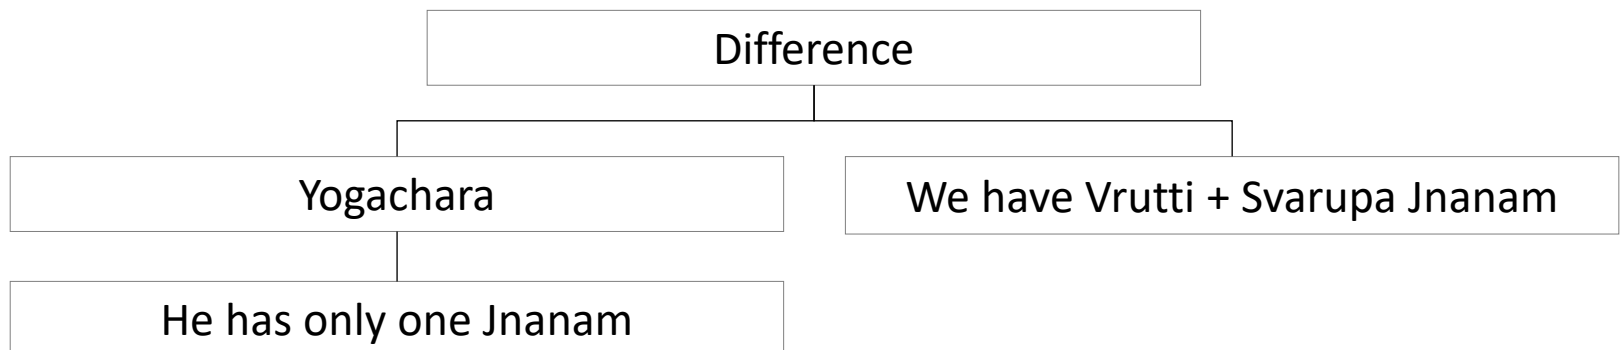 Difference
Yogachara
We have Vrutti + Svarupa Jnanam
He has only one Jnanam